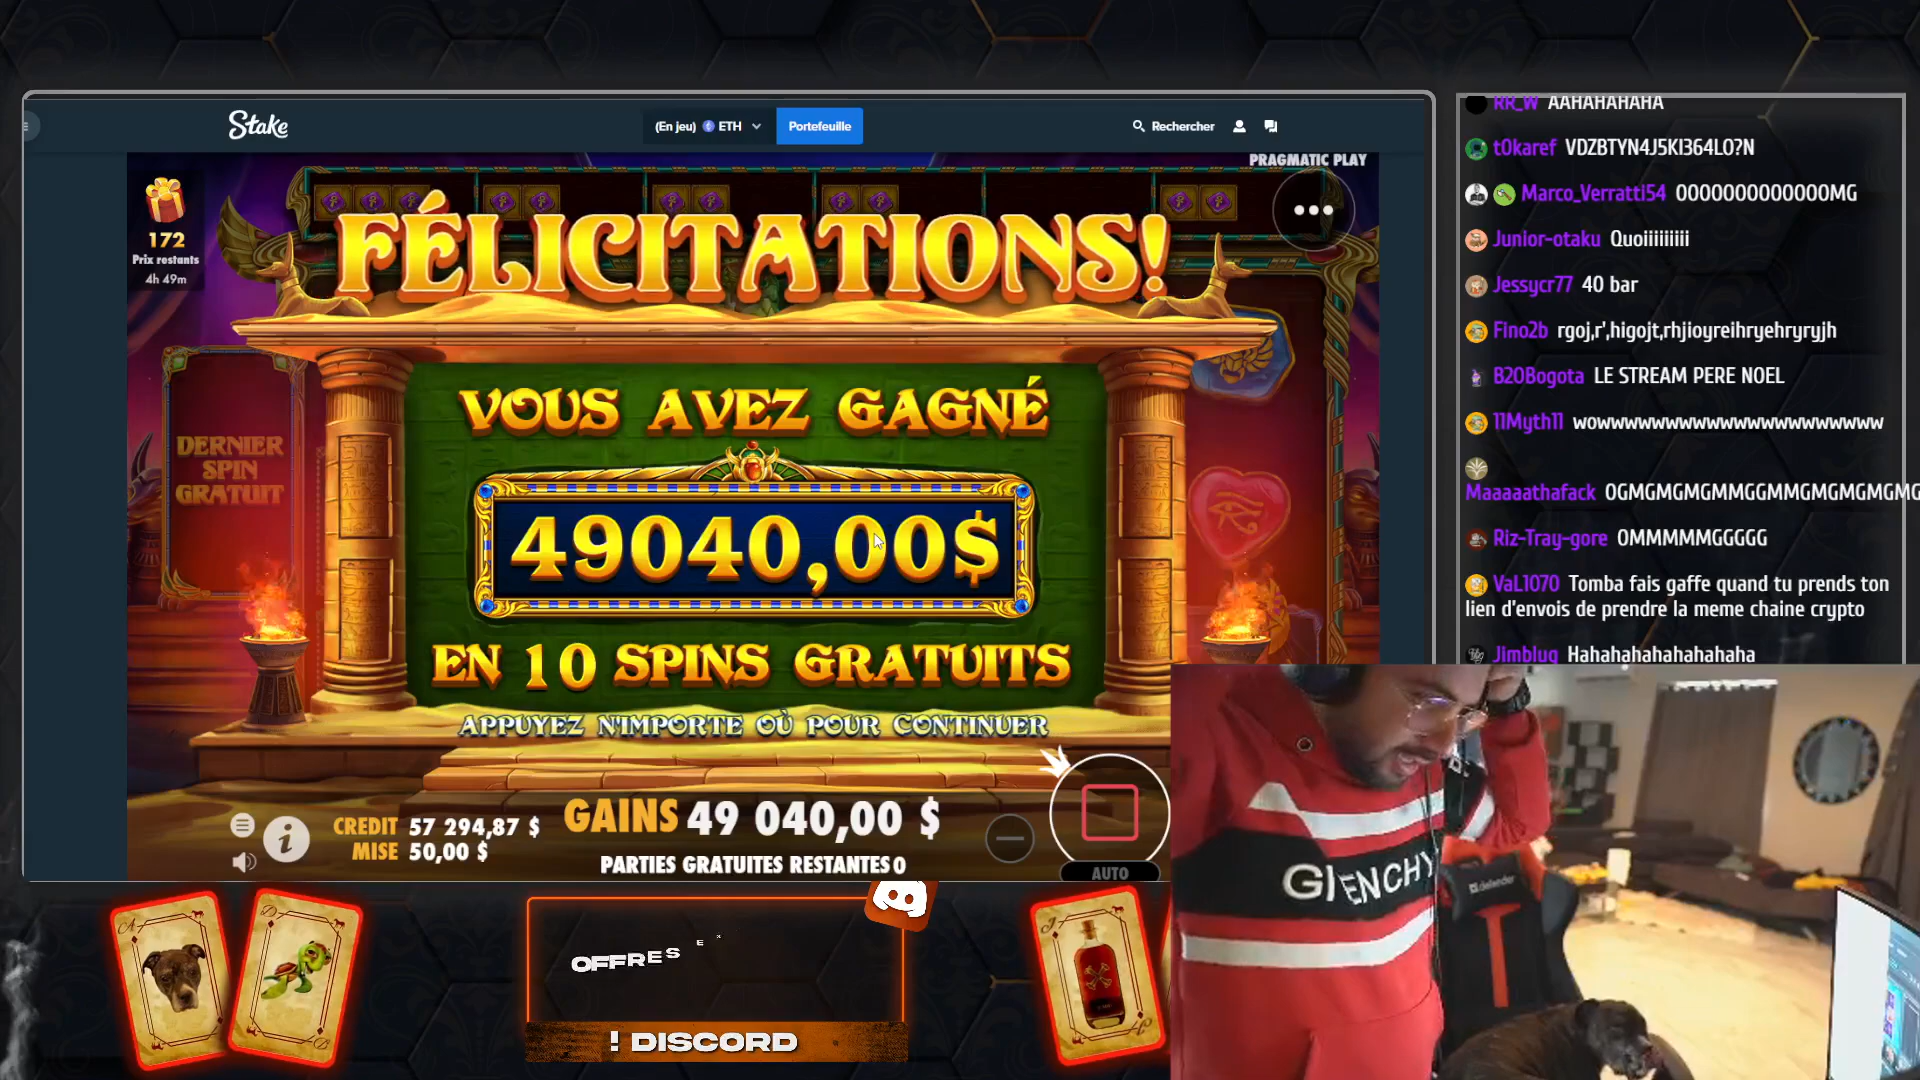 Stake
(En jeu) ETH
Portefeuille
Rechercher
PRAGMATIC PLAY
172
Prix restants
4h 49m
FÉLICITATIONS!
VOUS AVEZ GAGNÉ
49040,00$
EN 10 SPINS GRATUITS
APPUYEZ N'IMPORTE OÙ POUR CONTINUER
DERNIER
SPIN
GRATUIT
CREDIT 57 294,87 $
MISE 50,00 $
GAINS 49 040,00 $
PARTIES GRATUITES RESTANTES 0
AUTO
RR_W AAHAHAHAHA
t0karef VDZBTYN4J5KI364LO?N
Marco_Verratti54 OOOOOOOOOOOOOMG
Junior-otaku Quoiiiiiiiii
Jessycr77 40 bar
Fino2b rgoj,r',higojt,rhjioyreihryehryryjh
B20Bogota LE STREAM PERE NOEL
11Myth11 wowwwwwwwwwwwwwwwwwwwwww
Maaaaathafack OGMGMGMGMMGGMMGMGMGMGMG
Riz-Tray-gore OMMMMMGGGGG
VaL1070 Tomba fais gaffe quand tu prends ton
lien d'envois de prendre la meme chaine crypto
Jimblug Hahahahahahahahaha
GIVENCHY
defender
OFFRES EX
! DISCORD